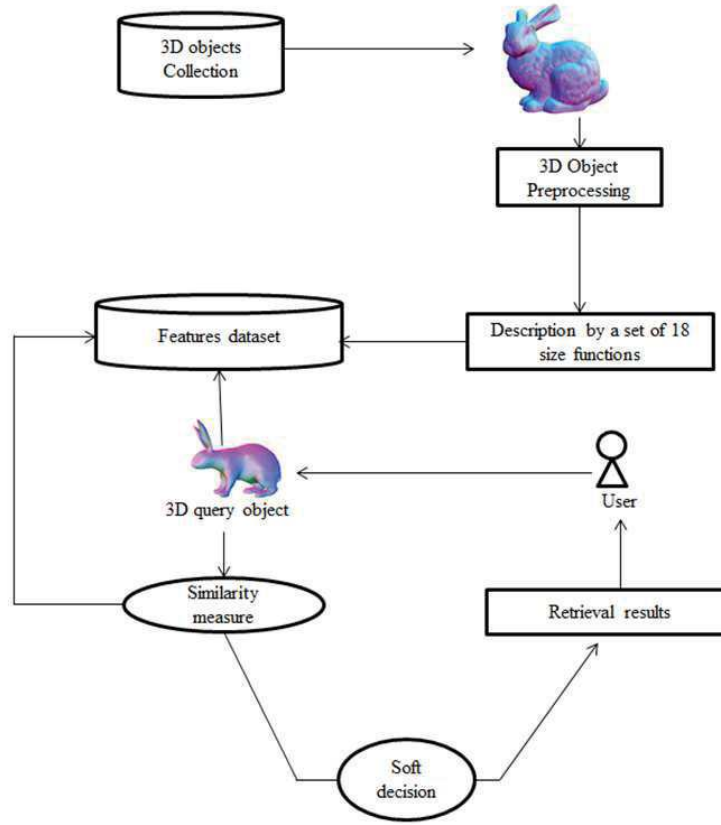 3D objects
Collection
3D Object
Preprocessing
Features dataset
Description by a set of 18
size functions
3D query object
User
Similarity
measure
Retrieval results
Soft
decision